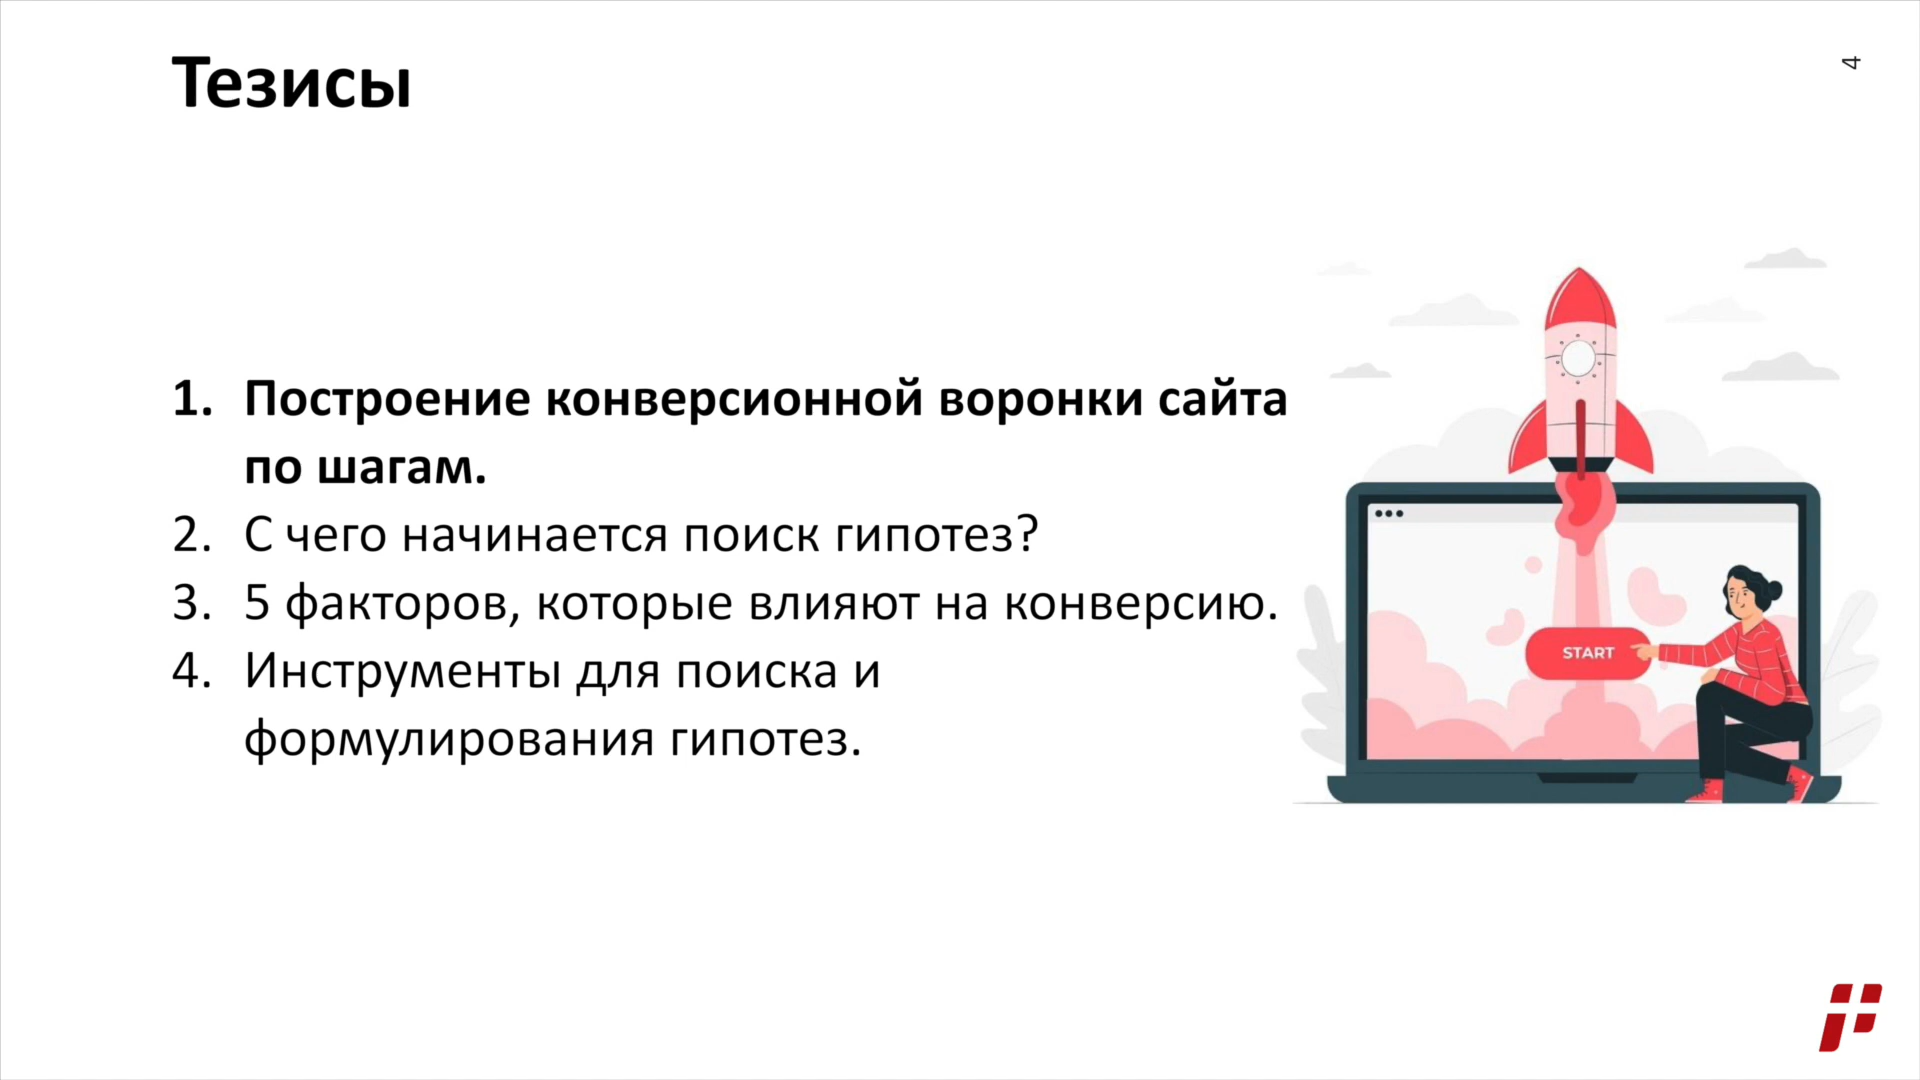 Тезисы
4
1. Построение конверсионной воронки сайта
по шагам.
2. С чего начинается поиск гипотез?
3. 5 факторов, которые влияют на конверсию.
4. Инструменты для поиска и
формулирования гипотез.
START